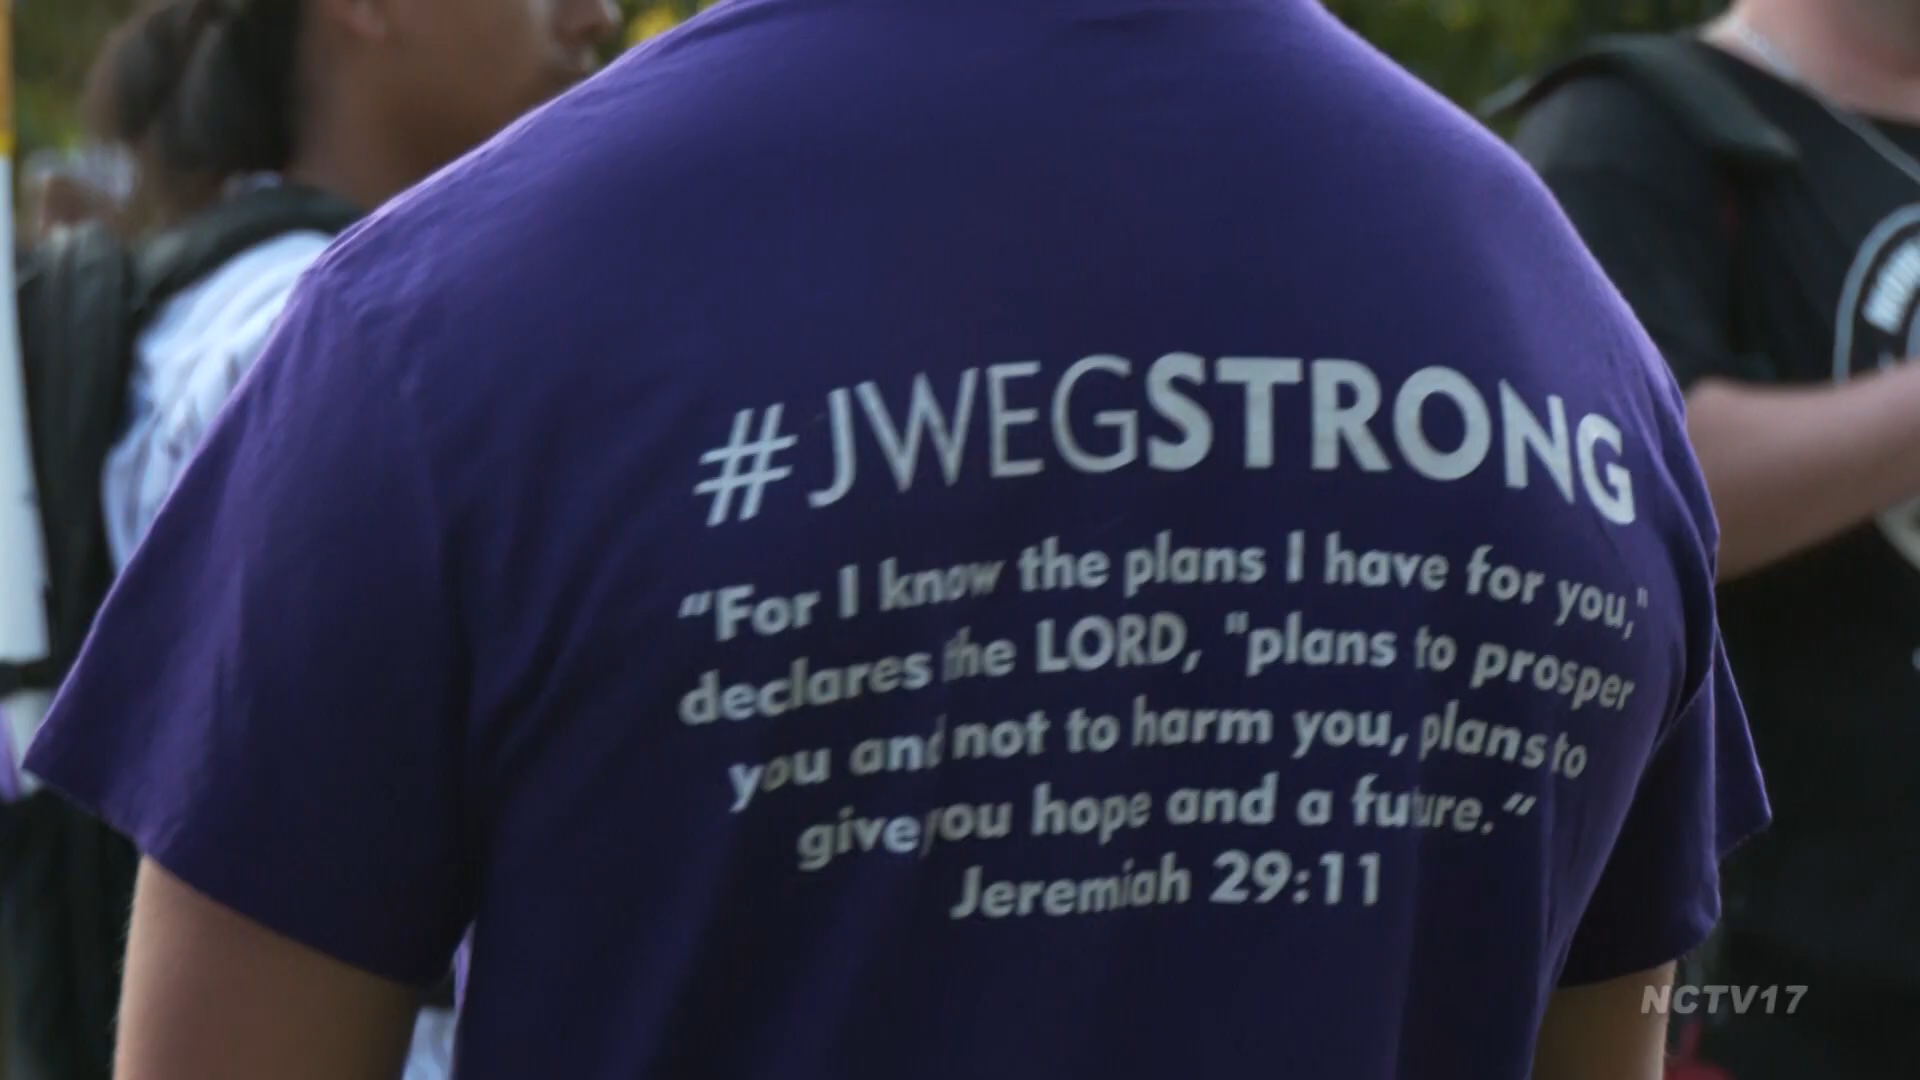 #JWEGSTRONG
“For I know the plans I have for you,"
declares the LORD, "plans to prosper
you and not to harm you, plans to
give you hope and a future.”
Jeremiah 29:11
NCTV17